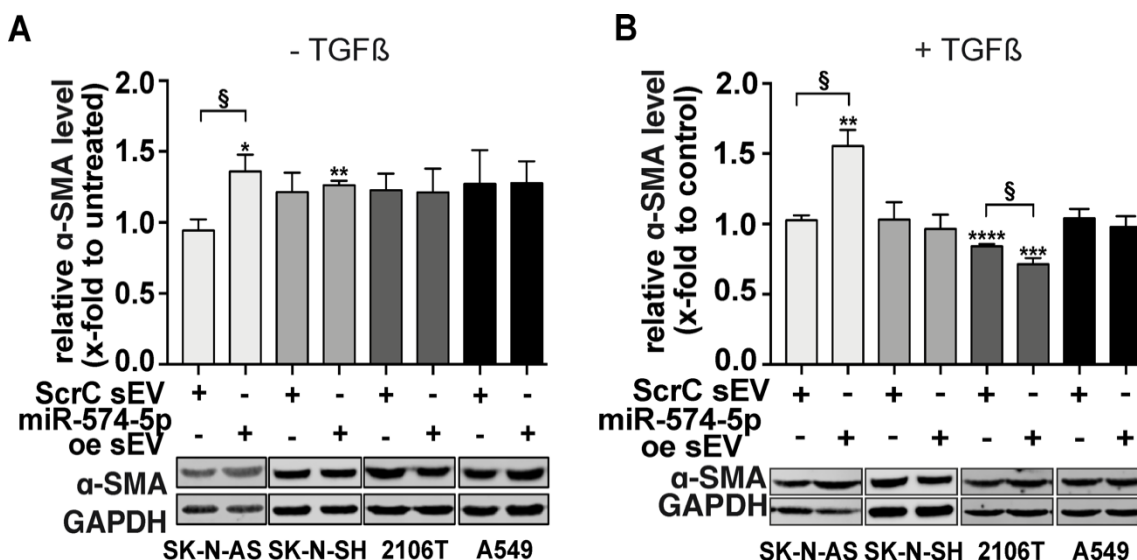 A
- TGFß
relative α-SMA level
(x-fold to untreated)
2.0
1.5
1.0
0.5
0.0
§
*
**
ScrC sEV + - + - + - + -
miR-574-5p
oe sEV - + - + - + - +
α-SMA
GAPDH
SK-N-AS SK-N-SH 2106T A549
B
+ TGFß
relative α-SMA level
(x-fold to control)
2.0
1.5
1.0
0.5
0.0
§
**
§
****
***
ScrC sEV + - + - + - + -
miR-574-5p
oe sEV - + - + - + - +
α-SMA
GAPDH
SK-N-AS SK-N-SH 2106T A549